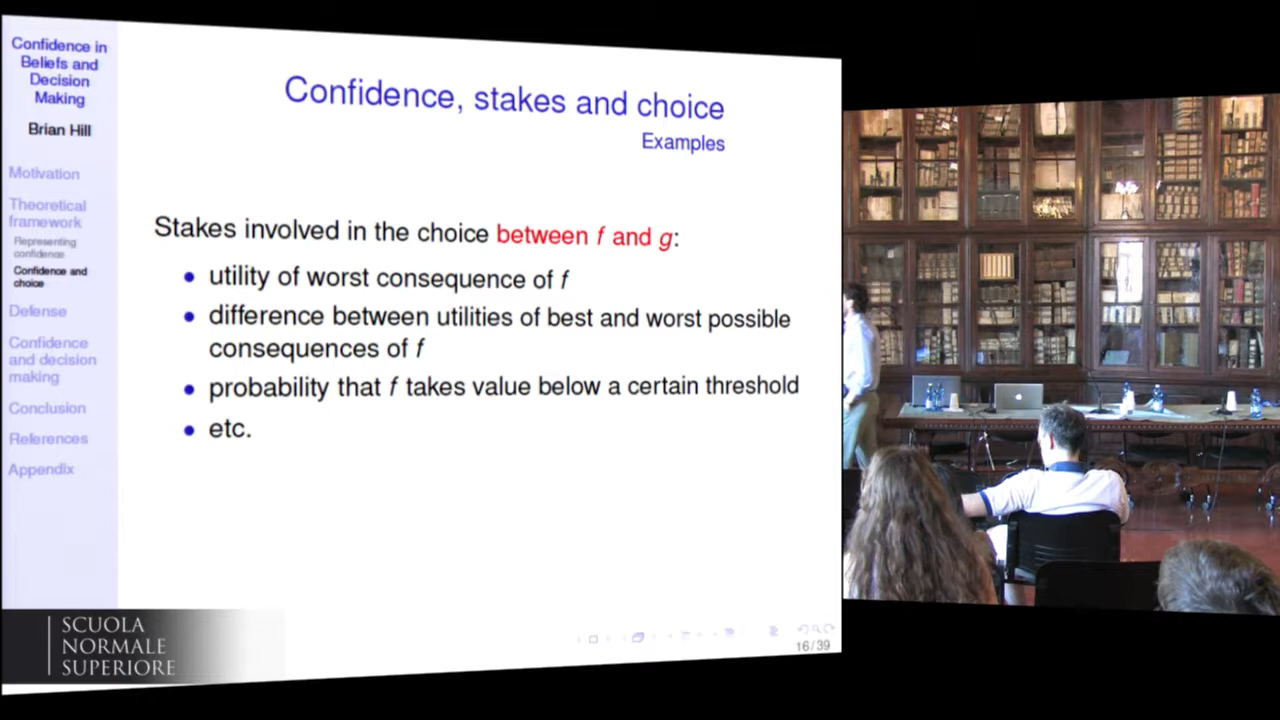 Confidence in
Beliefs and
Decision
Making
Brian Hill
Motivation
Theoretical
framework
Representing
confidence
Confidence and
choice
Defense
Confidence
and decision
making
Conclusion
References
Appendix
Confidence, stakes and choice
Examples
Stakes involved in the choice between f and g:
• utility of worst consequence of f
• difference between utilities of best and worst possible
consequences of f
• probability that f takes value below a certain threshold
• etc.
16/39
SCUOLA
NORMALE
SUPERIORE